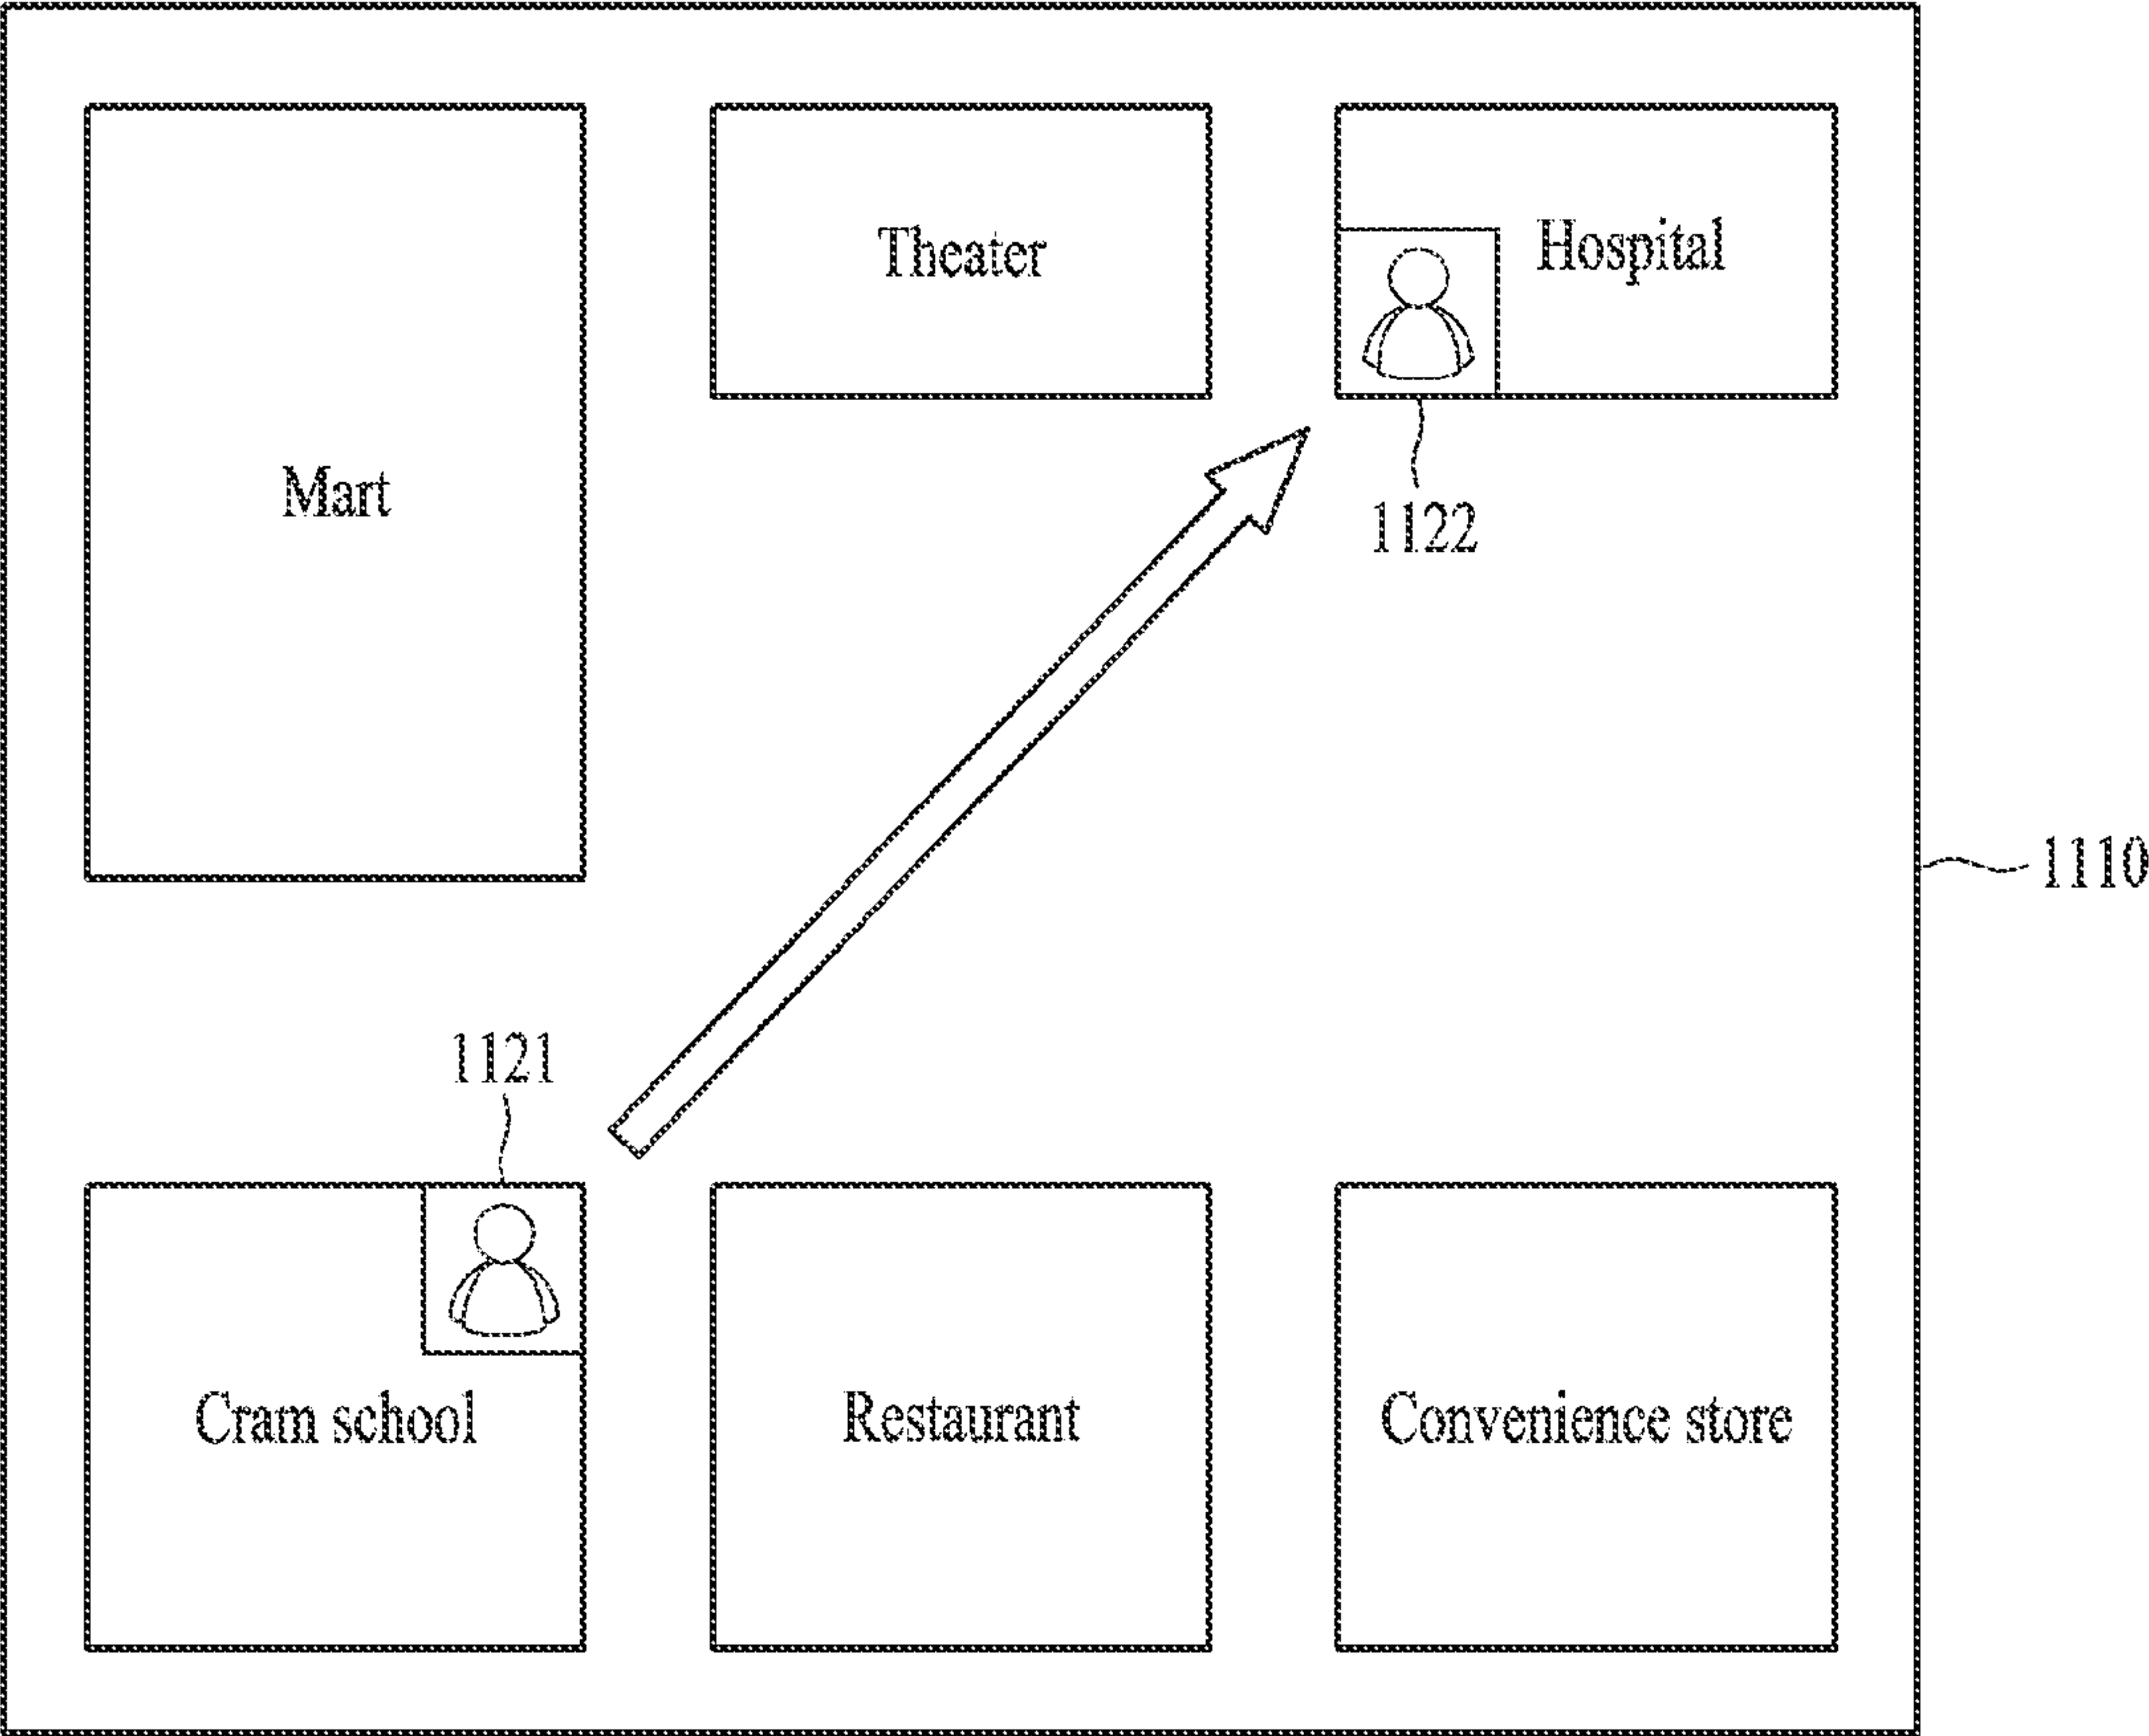 Theater
Hospital
Mart
1122
1110
1121
Cram school
Restaurant
Convenience store